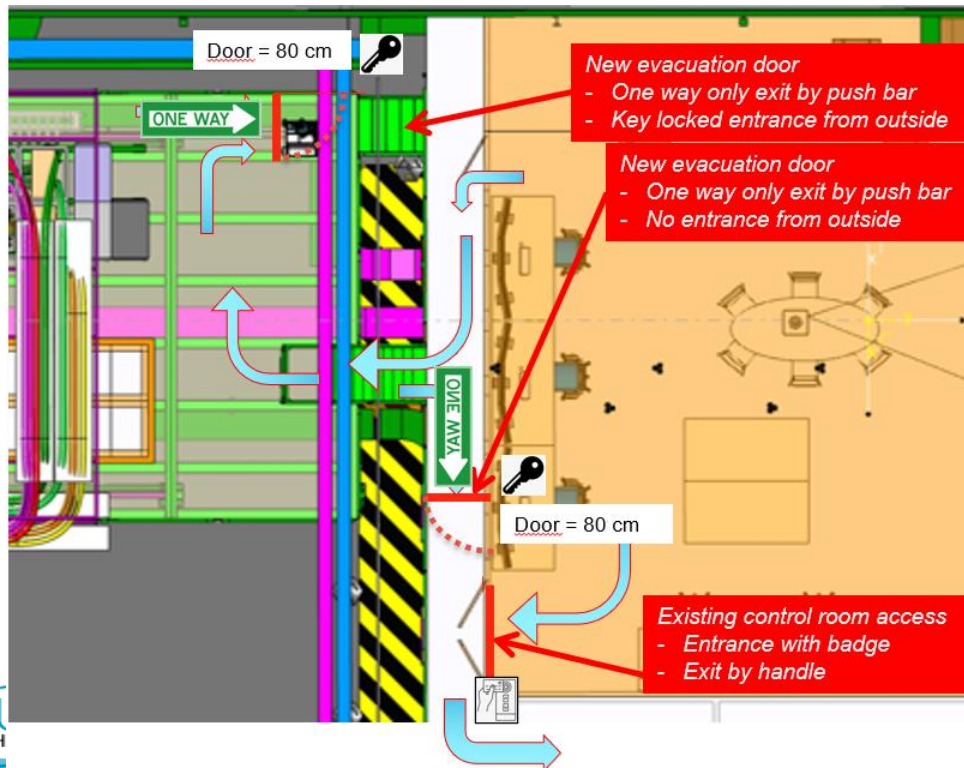 Door = 80 cm
New evacuation door
- One way only exit by push bar
- Key locked entrance from outside
ONE WAY
New evacuation door
- One way only exit by push bar
- No entrance from outside
ONE WAY
Door = 80 cm
Existing control room access
- Entrance with badge
- Exit by handle